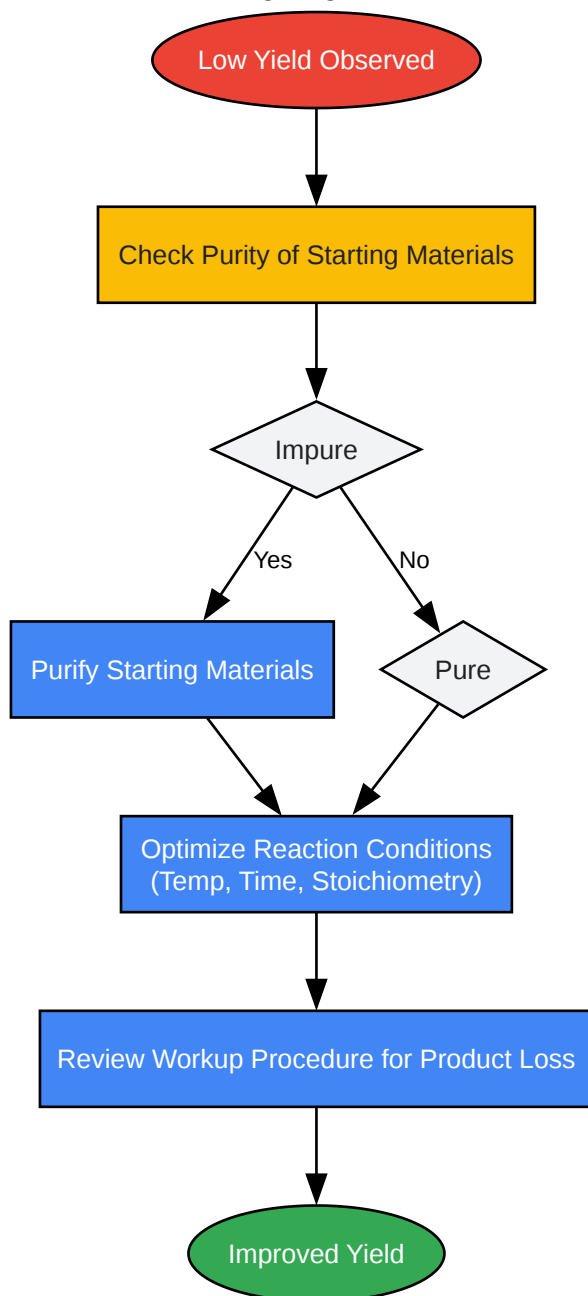 Low Yield Observed
Check Purity of Starting Materials
Impure
Yes
No
Purify Starting Materials
Pure
Optimize Reaction Conditions
(Temp, Time, Stoichiometry)
Review Workup Procedure for Product Loss
Improved Yield